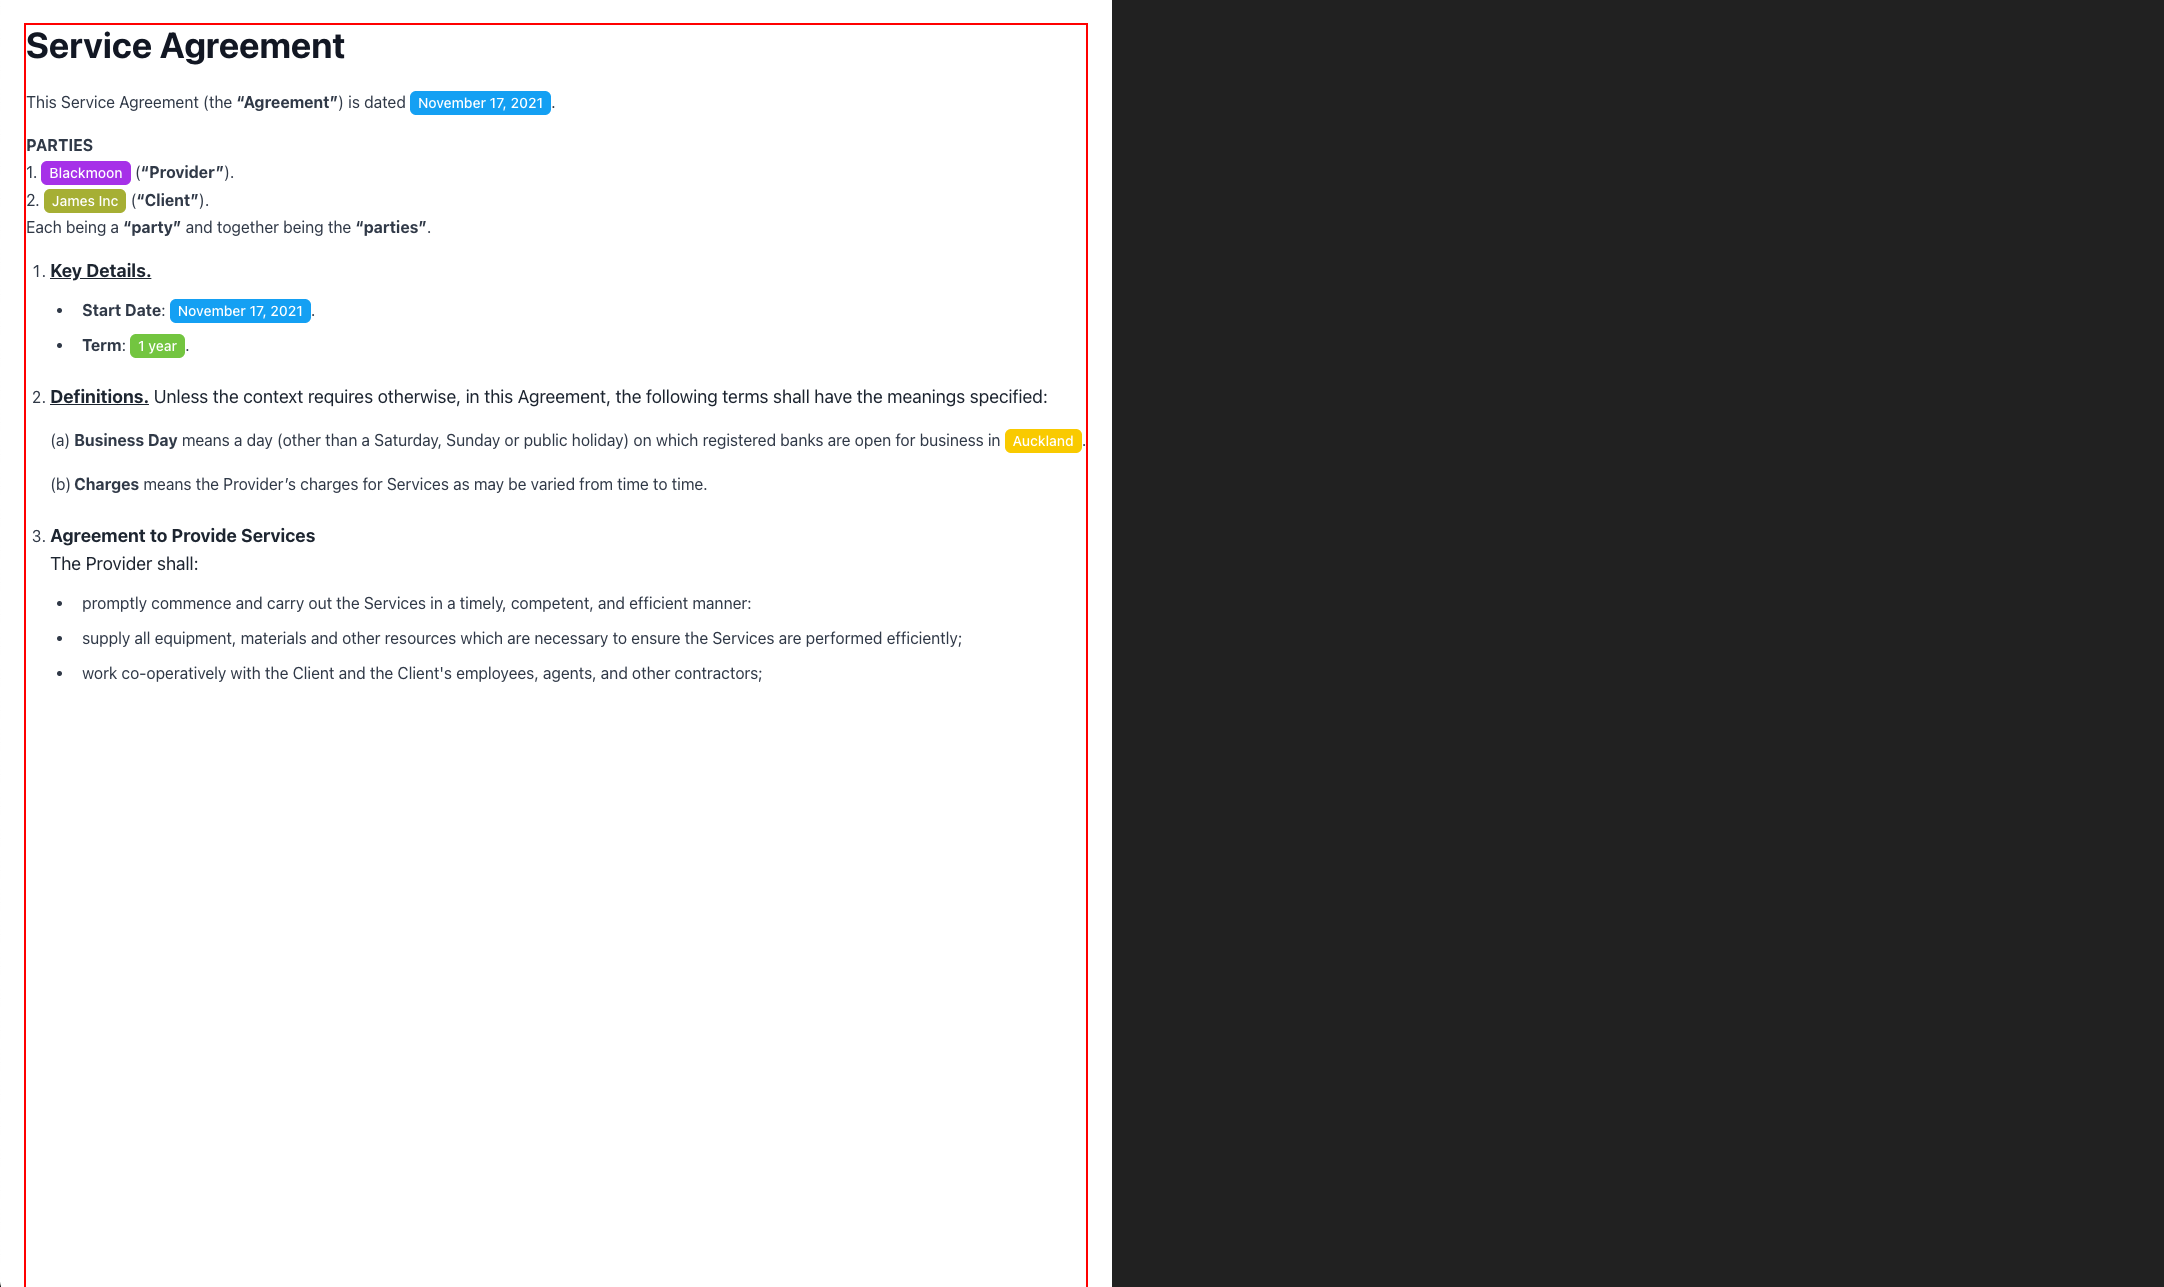 Service Agreement
This Service Agreement (the “Agreement”) is dated November 17, 2021.
PARTIES
1. Blackmoon (“Provider”).
2. James Inc (“Client”).
Each being a “party” and together being the “parties”.
1. Key Details.
• Start Date: November 17, 2021.
• Term: 1 year.
2. Definitions. Unless the context requires otherwise, in this Agreement, the following terms shall have the meanings specified:
(a) Business Day means a day (other than a Saturday, Sunday or public holiday) on which registered banks are open for business in Auckland.
(b) Charges means the Provider’s charges for Services as may be varied from time to time.
3. Agreement to Provide Services
The Provider shall:
• promptly commence and carry out the Services in a timely, competent, and efficient manner:
• supply all equipment, materials and other resources which are necessary to ensure the Services are performed efficiently;
• work co-operatively with the Client and the Client's employees, agents, and other contractors;